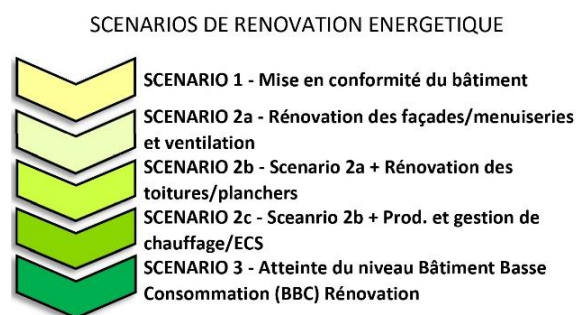 SCENARIOS DE RENOVATION ENERGETIQUE
SCENARIO 1 - Mise en conformité du bâtiment
SCENARIO 2a - Rénovation des façades/menuiseries
et ventilation
SCENARIO 2b - Scenario 2a + Rénovation des
toitures/planchers
SCENARIO 2c - Sceanrio 2b + Prod. et gestion de
chauffage/ECS
SCENARIO 3 - Atteinte du niveau Bâtiment Basse
Consommation (BBC) Rénovation